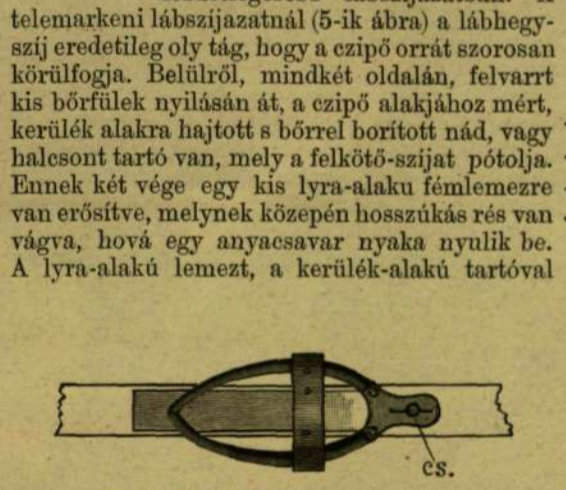 telemarkeni lábszíjazatnál (5-ik ábra) a lábhegy-
szíj eredetileg oly tág, hogy a czipő orrát szorosan
körülfogja. Belülről, mindkét oldalán, felvarrt
kis bőrfülek nyilásán át, a czipő alakjához mért,
kerülék alakra hajtott s bőrrel borított nád, vagy
halcsont tartó van, mely a felkötő-szíjat pótolja.
Ennek két vége egy kis lyra-alaku fémlemezre
van erősítve, melynek közepén hosszúkás rés van
vágva, hová egy anyacsavar nyaka nyulik be.
A lyra-alakú lemezt, a kerülék-alakú tartóval
cs.